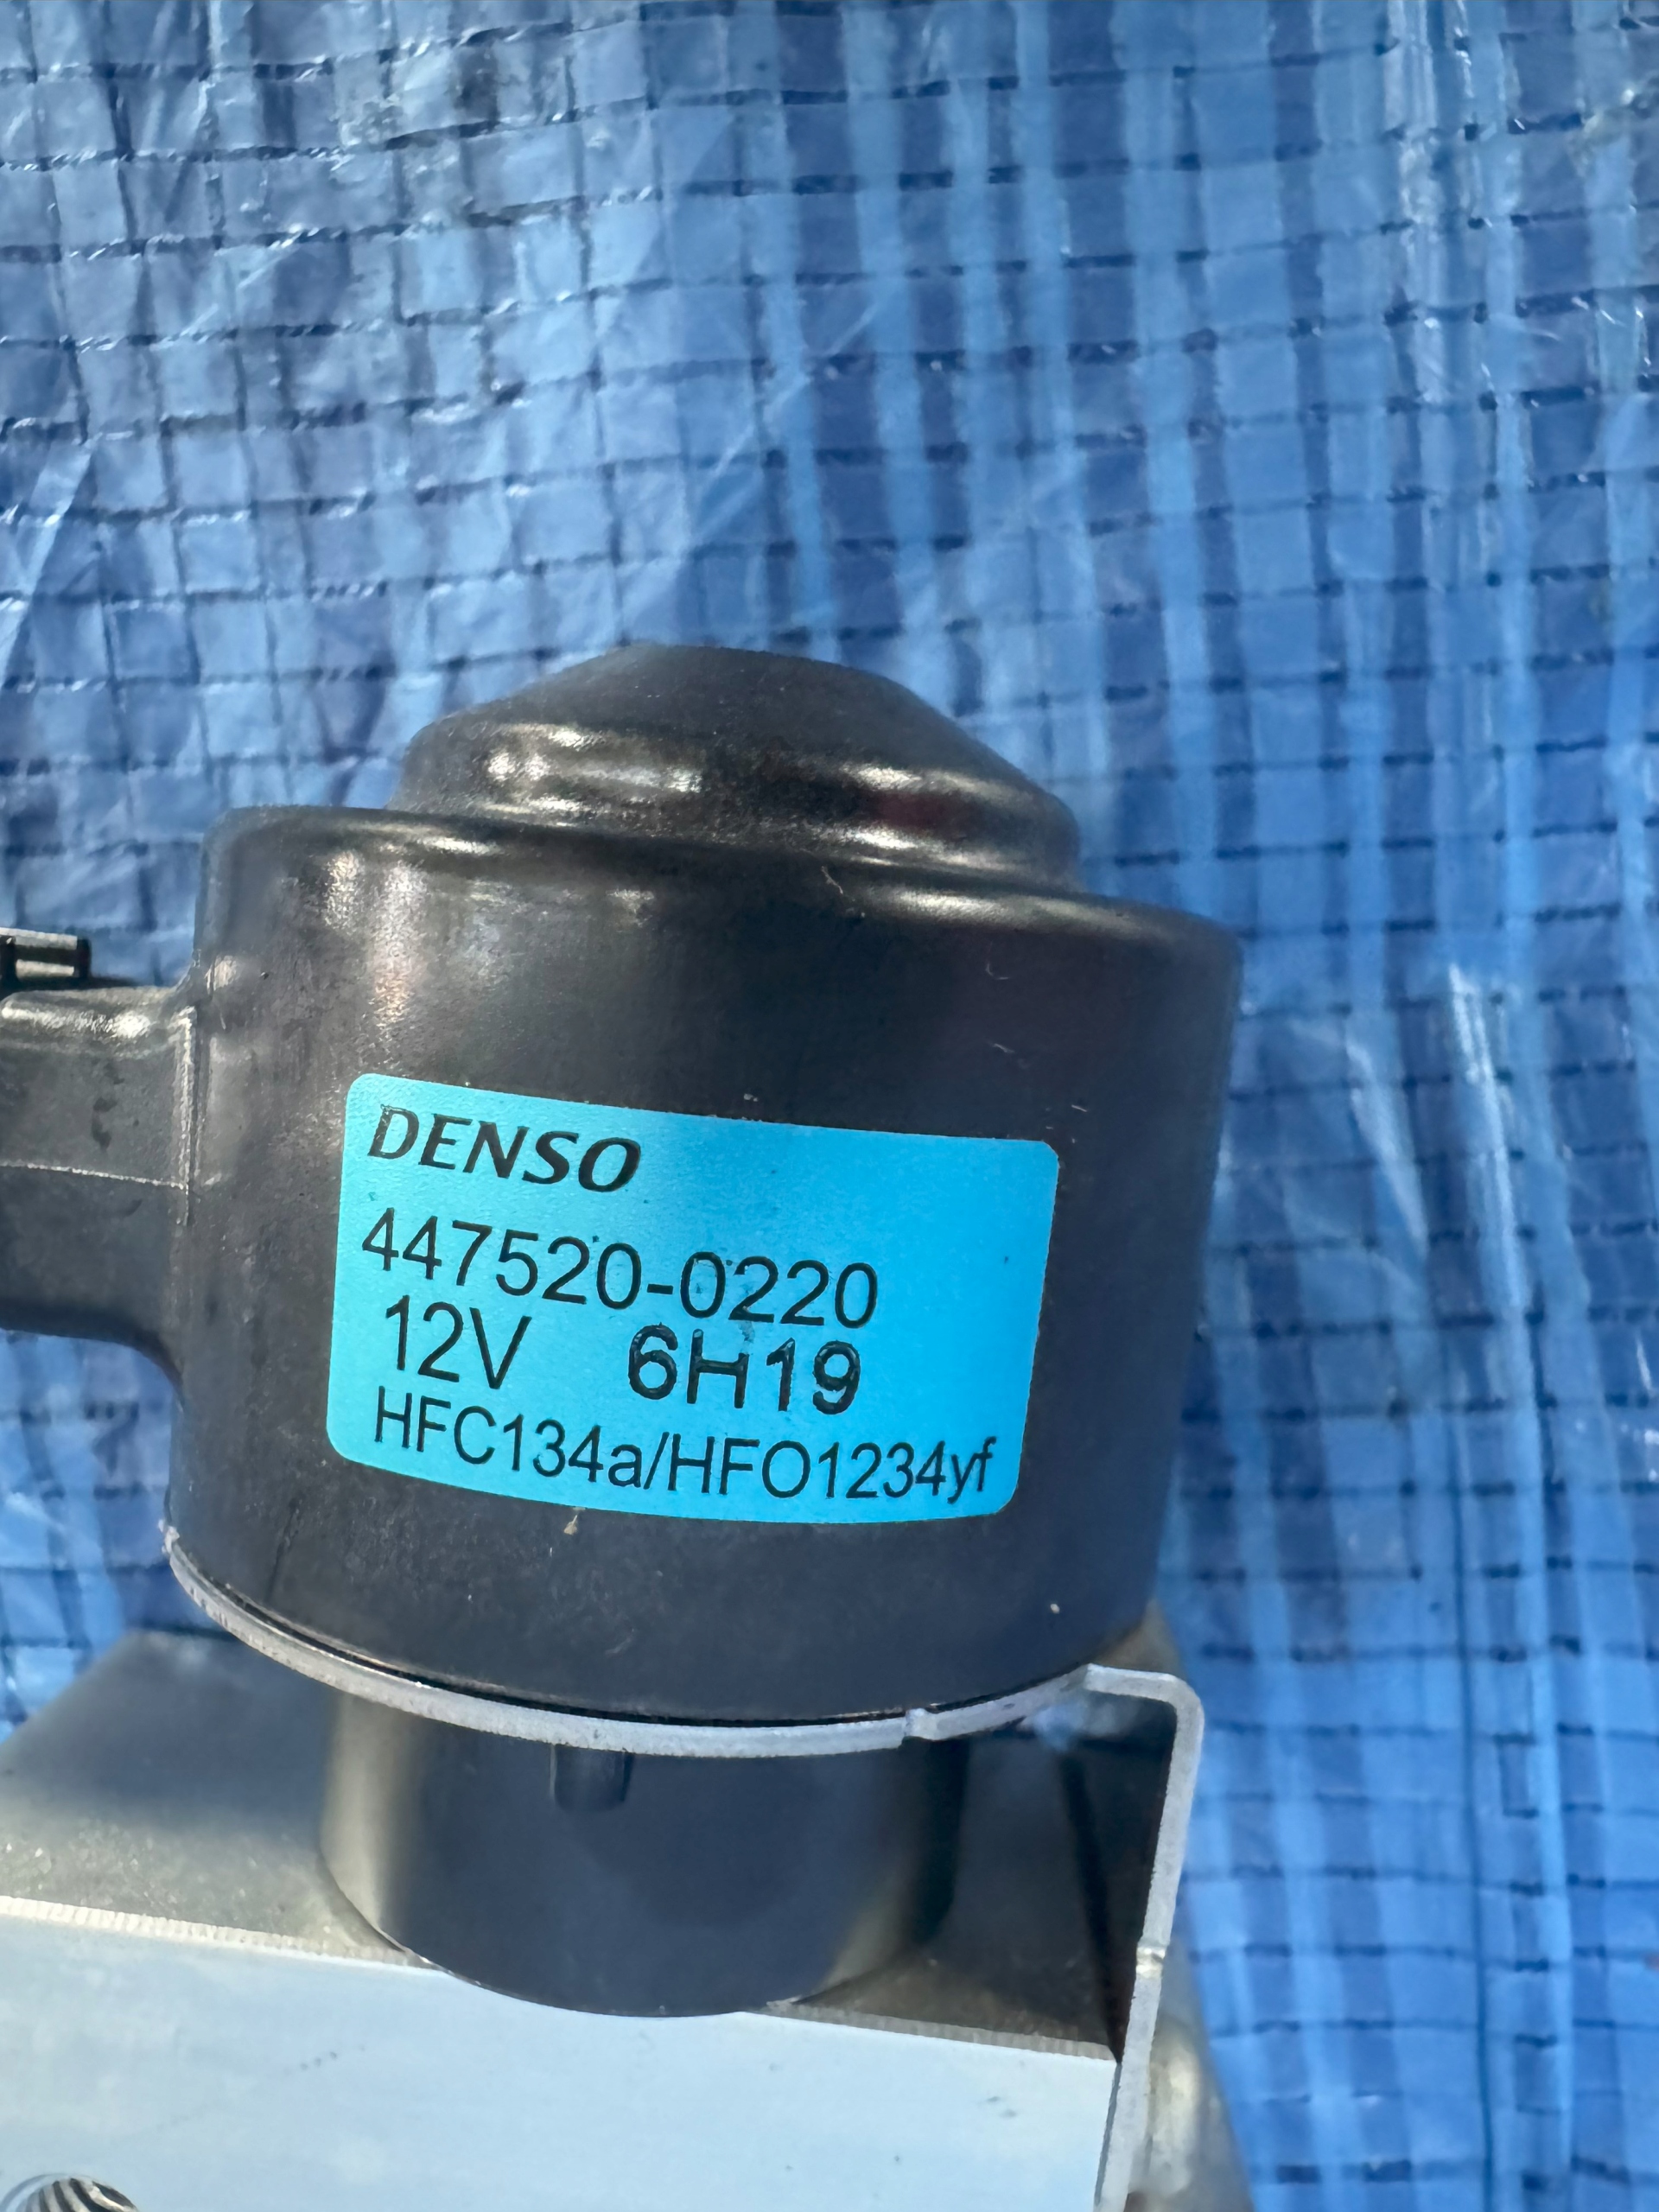 DENSO
447520-0220
12V 6H19
HFC134a/HFO1234yf